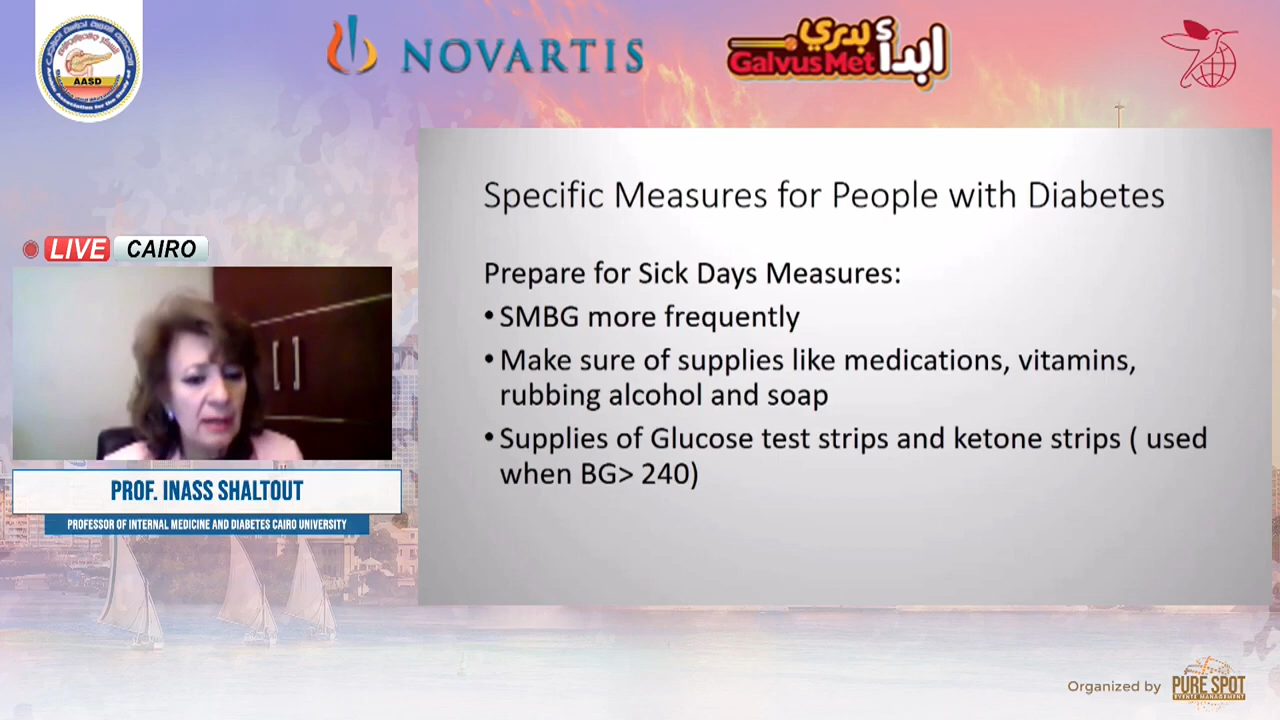 AASD
NOVARTIS
ابدأ بدري
GalvusMet
Specific Measures for People with Diabetes
Prepare for Sick Days Measures:
• SMBG more frequently
• Make sure of supplies like medications, vitamins,
rubbing alcohol and soap
• Supplies of Glucose test strips and ketone strips ( used
when BG> 240)
LIVE CAIRO
PROF. INASS SHALTOUT
PROFESSOR OF INTERNAL MEDICINE AND DIABETES CAIRO UNIVERSITY
Organized by PURE SPOT
EVENTS MANAGEMENT